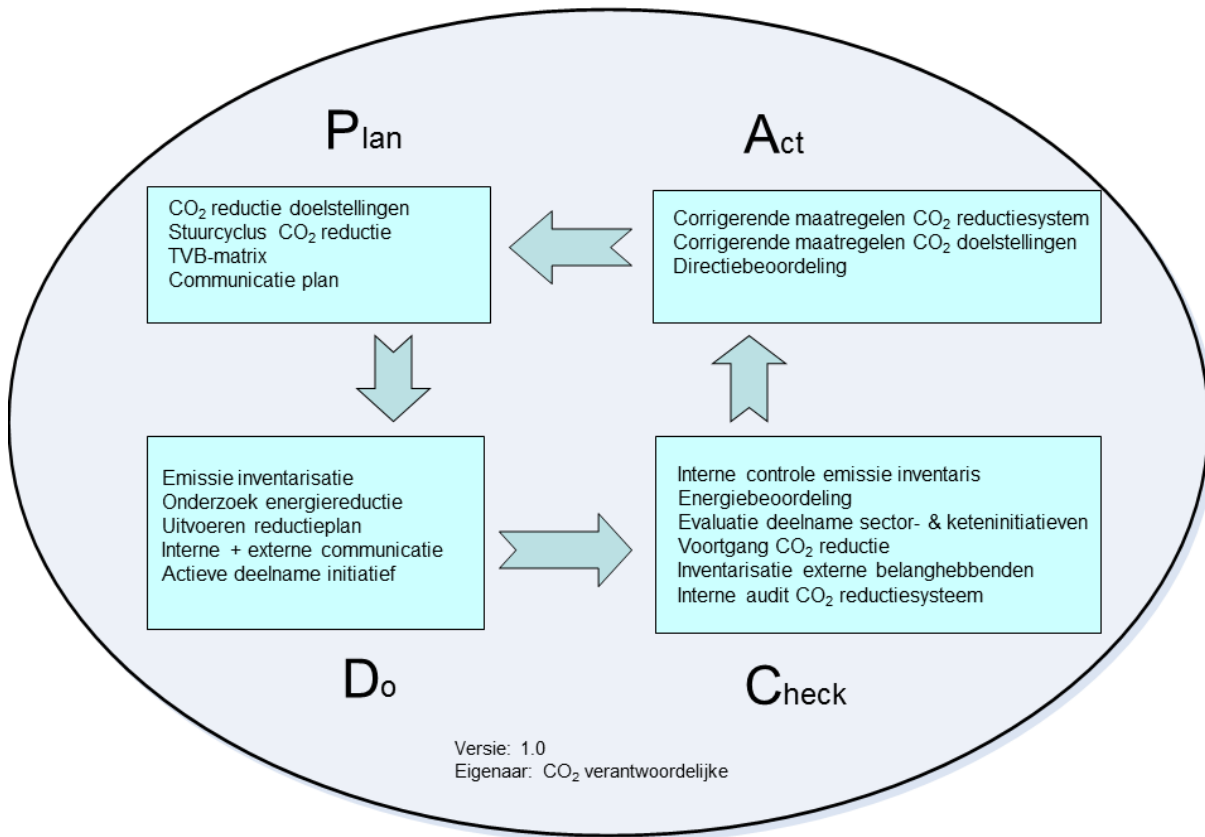 Plan
CO₂ reductie doelstellingen
Stuurcyclus CO₂ reductie
TVB-matrix
Communicatie plan
Act
Corrigerende maatregelen CO₂ reductiesystem
Corrigerende maatregelen CO₂ doelstellingen
Directiebeoordeling
Emissie inventarisatie
Onderzoek energiereductie
Uitvoeren reductieplan
Interne + externe communicatie
Actieve deelname initiatief
Do
Interne controle emissie inventaris
Energiebeoordeling
Evaluatie deelname sector- & keteninitiatieven
Voortgang CO₂ reductie
Inventarisatie externe belanghebbenden
Interne audit CO₂ reductiesysteem
Check
Versie: 1.0
Eigenaar: CO₂ verantwoordelijke